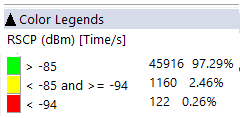 Color Legends
RSCP (dBm) [Time/s]
> -85 45916 97.29%
< -85 and >= -94 1160 2.46%
< -94 122 0.26%